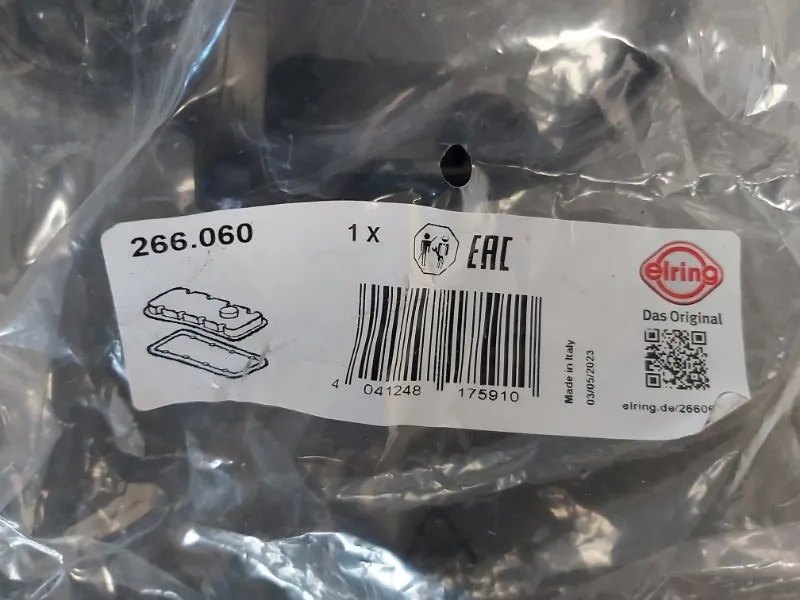 266.060
1 X
EAC
elring
Das Original
4 041248 175910
Made in Italy
03/05/2023
elring.de/26606